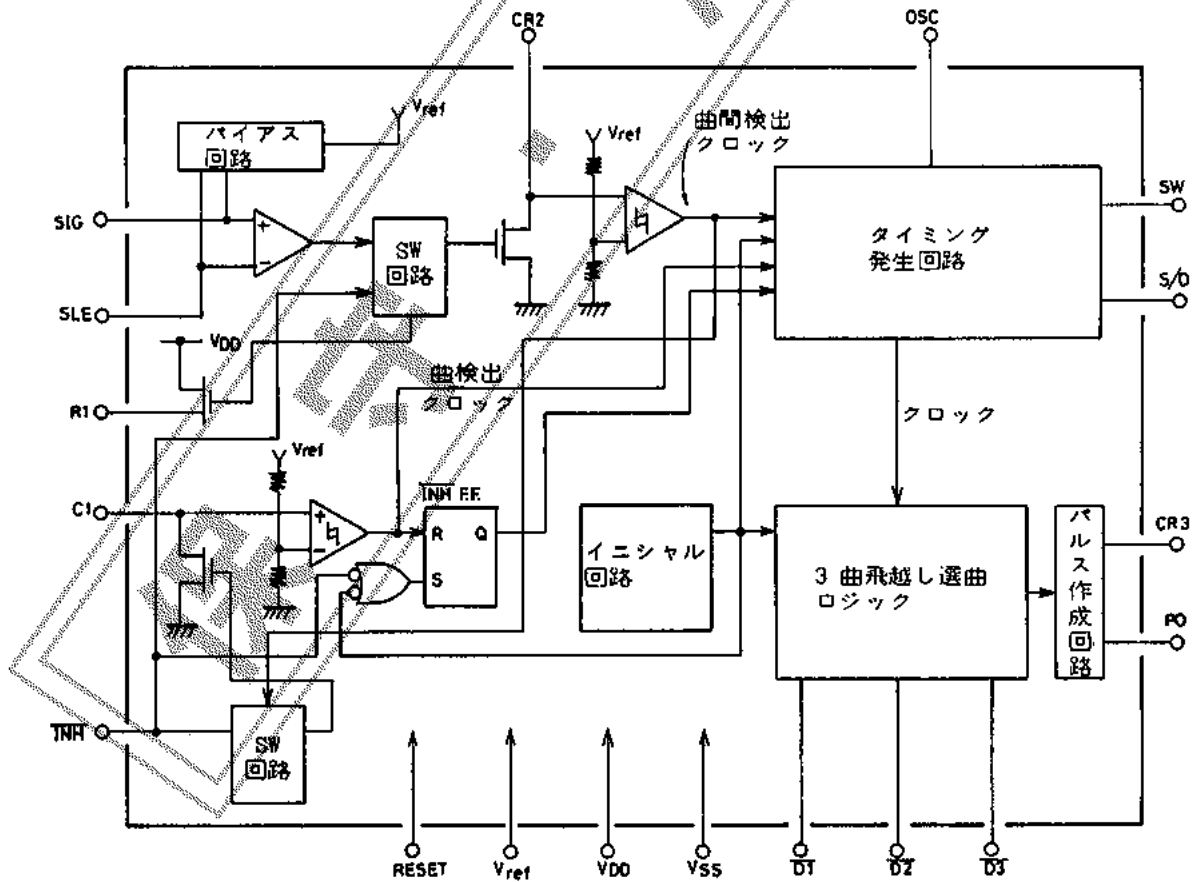 CR2
OSC
バイアス
回路
Vref
Vref
曲間検出
クロック
SIG
SW
回路
タイミング
発生回路
SW
S/O
SLE
VDD
R1
曲検出
クロック
クロック
Vref
C1
INH F.F.
R Q
S
イニシャル
回路
3曲飛越し選曲
ロジック
パルス作成回路
CR3
PO
INH
SW
回路
RESET
Vref
VDD
VSS
D1
D2
D3